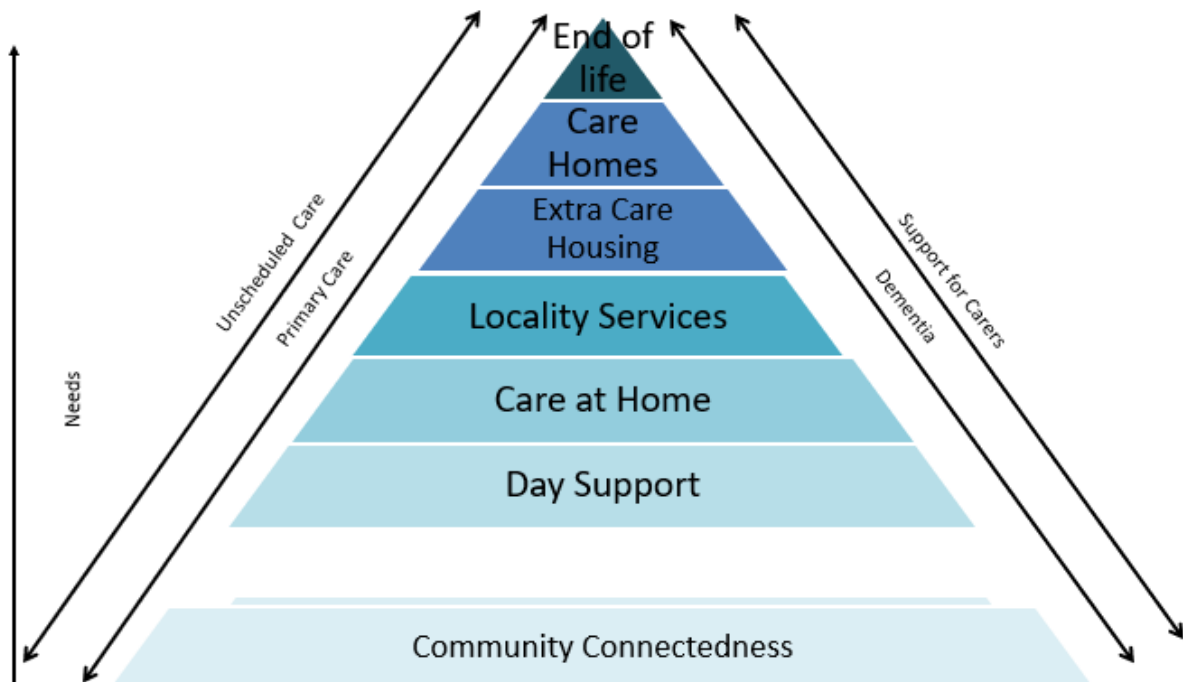 End of
life
Care
Homes
Extra Care
Housing
Locality Services
Care at Home
Day Support
Community Connectedness
Needs
Unscheduled Care
Primary Care
Dementia
Support for Carers